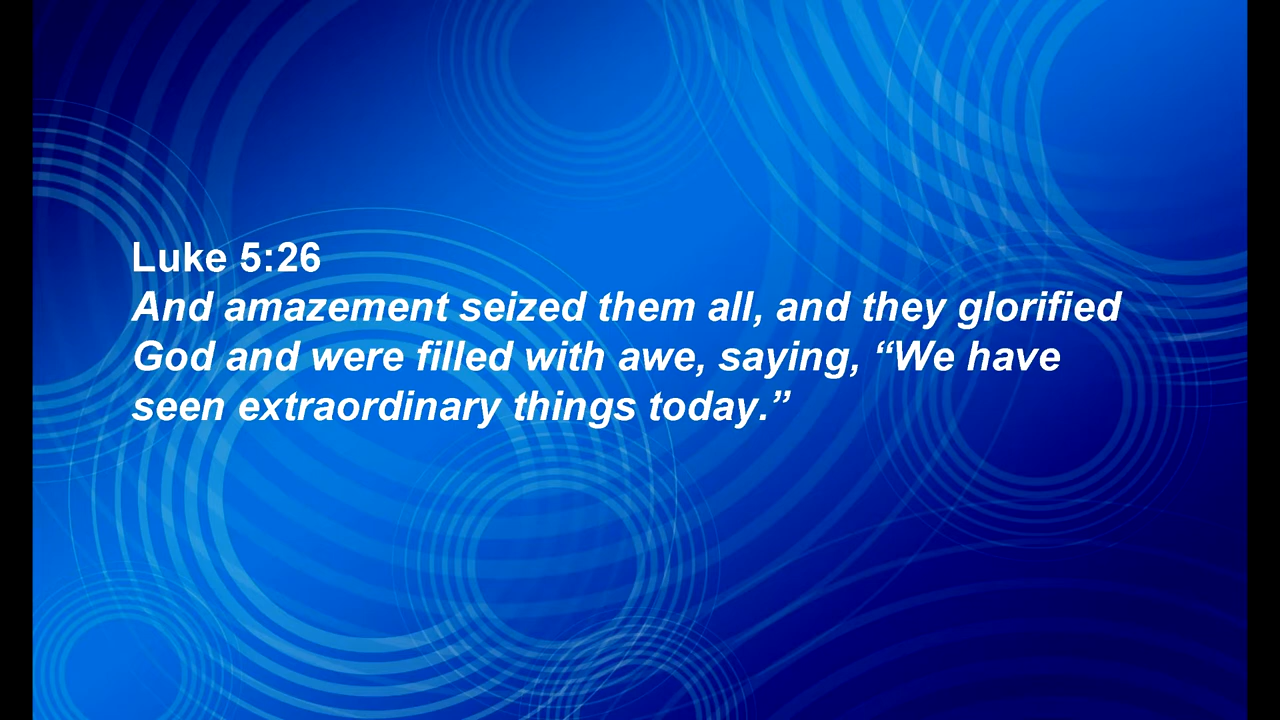 Luke 5:26
And amazement seized them all, and they glorified
God and were filled with awe, saying, “We have
seen extraordinary things today.”